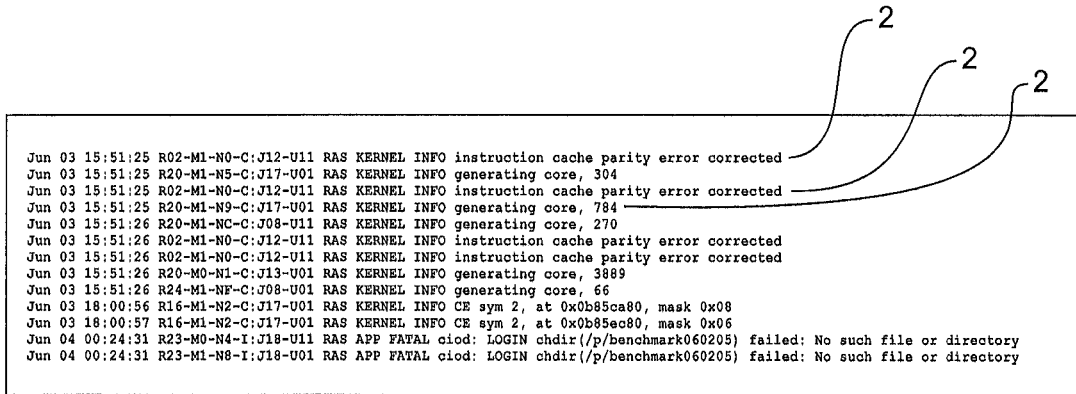 2
2
2
Jun 03 15:51:25 R02-M1-N0-C:J12-U11 RAS KERNEL INFO instruction cache parity error corrected
Jun 03 15:51:25 R20-M1-N5-C:J17-U01 RAS KERNEL INFO generating core, 304
Jun 03 15:51:25 R02-M1-N0-C:J12-U11 RAS KERNEL INFO instruction cache parity error corrected
Jun 03 15:51:25 R20-M1-N9-C:J17-U01 RAS KERNEL INFO generating core, 784
Jun 03 15:51:26 R20-M1-NC-C:J08-U11 RAS KERNEL INFO generating core, 270
Jun 03 15:51:26 R02-M1-N0-C:J12-U11 RAS KERNEL INFO instruction cache parity error corrected
Jun 03 15:51:26 R02-M1-N0-C:J12-U11 RAS KERNEL INFO instruction cache parity error corrected
Jun 03 15:51:26 R20-M0-N1-C:J13-U01 RAS KERNEL INFO generating core, 3889
Jun 03 15:51:26 R24-M1-NF-C:J08-U01 RAS KERNEL INFO generating core, 66
Jun 03 18:00:56 R16-M1-N2-C:J17-U01 RAS KERNEL INFO CE sym 2, at 0x0b85ca80, mask 0x08
Jun 03 18:00:57 R16-M1-N2-C:J17-U01 RAS KERNEL INFO CE sym 2, at 0x0b85ec80, mask 0x06
Jun 04 00:24:31 R23-M0-N4-I:J18-U11 RAS APP FATAL ciod: LOGIN chdir(/p/benchmark060205) failed: No such file or directory
Jun 04 00:24:31 R23-M1-N8-I:J18-U01 RAS APP FATAL ciod: LOGIN chdir(/p/benchmark060205) failed: No such file or directory